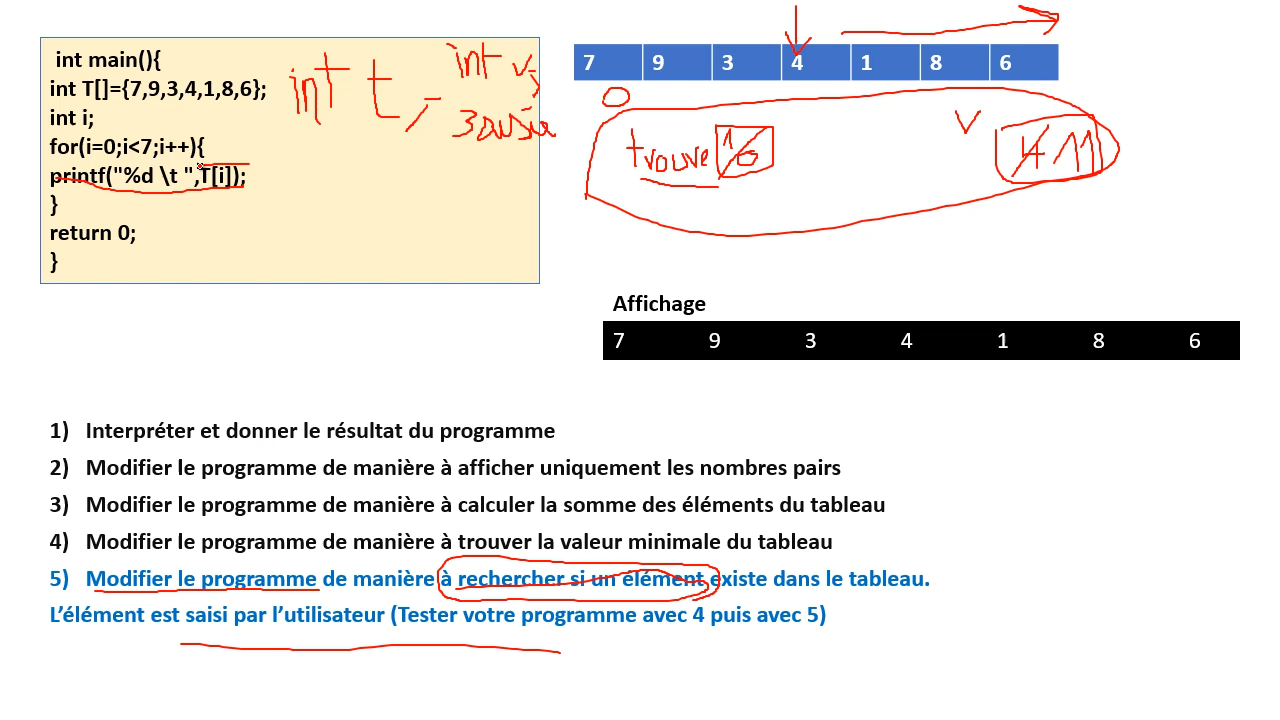 int main(){
int T[]={7,9,3,4,1,8,6};
int i;
for(i=0;i<7;i++){
printf("%d \t ",T[i]);
}
return 0;
}
int t,
int v;
saisie
7 9 3 4 1 8 6
0
trouve 1 0
v 4 11
Affichage
7 9 3 4 1 8 6
1) Interpréter et donner le résultat du programme
2) Modifier le programme de manière à afficher uniquement les nombres pairs
3) Modifier le programme de manière à calculer la somme des éléments du tableau
4) Modifier le programme de manière à trouver la valeur minimale du tableau
5) Modifier le programme de manière à rechercher si un élément existe dans le tableau.
L’élément est saisi par l’utilisateur (Tester votre programme avec 4 puis avec 5)